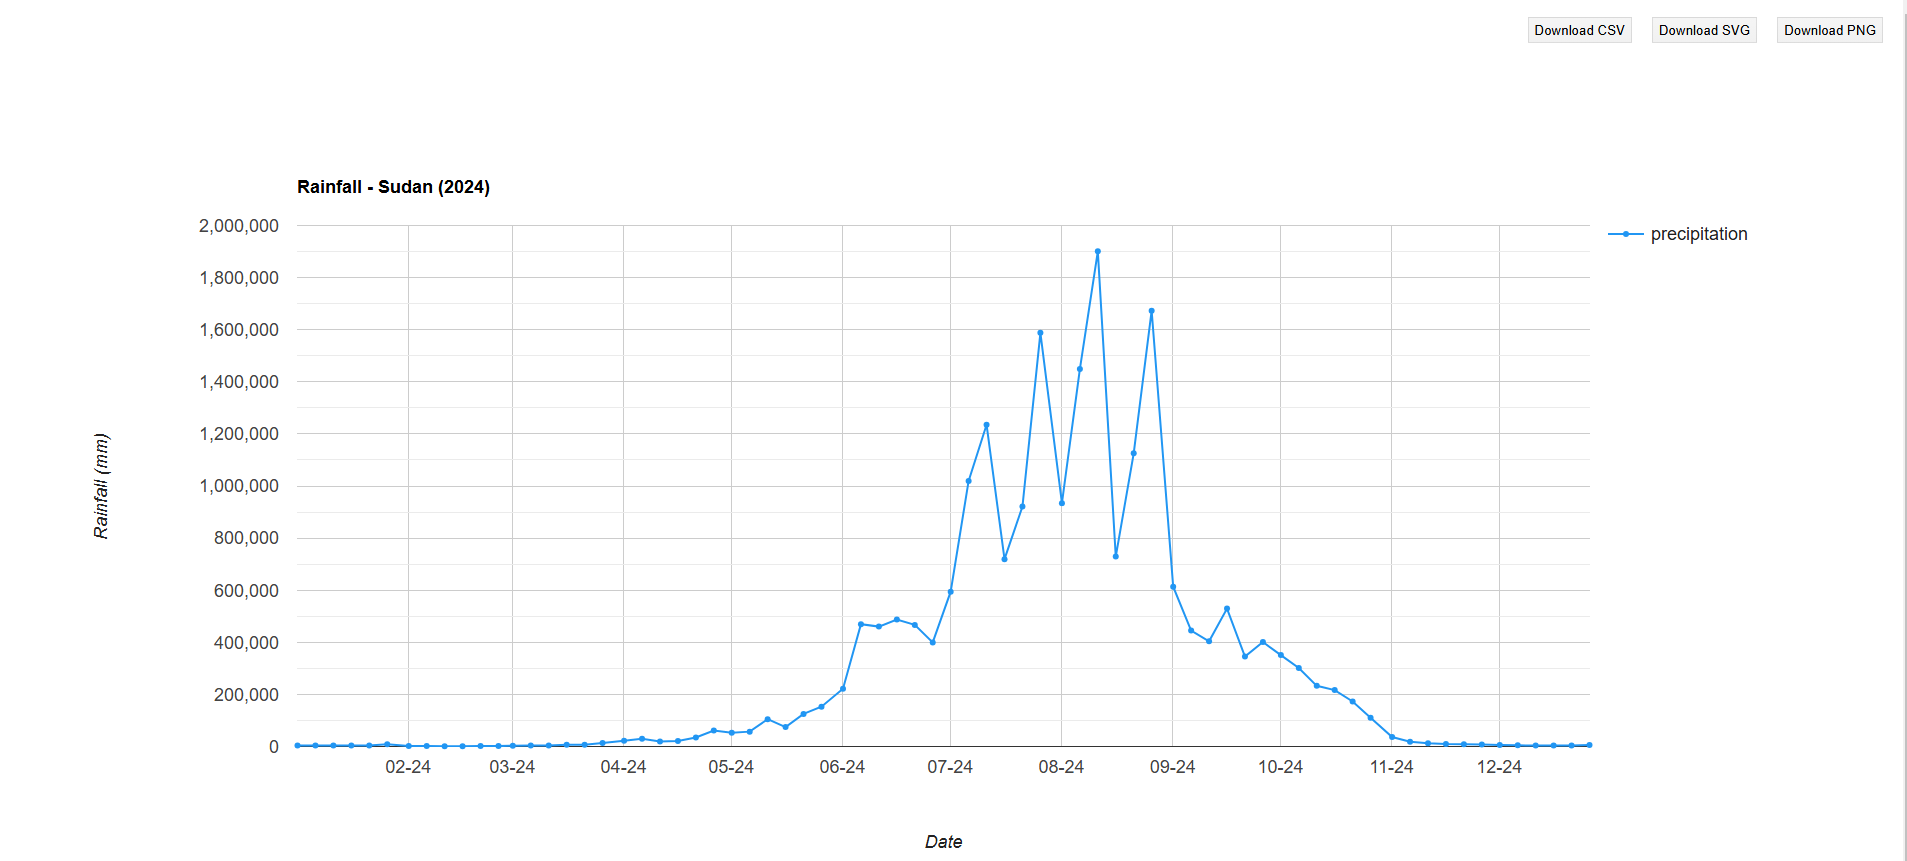 Download CSV Download SVG Download PNG
Rainfall - Sudan (2024)
precipitation
2,000,000
1,800,000
1,600,000
1,400,000
1,200,000
1,000,000
800,000
600,000
400,000
200,000
0
Rainfall (mm)
02-24 03-24 04-24 05-24 06-24 07-24 08-24 09-24 10-24 11-24 12-24
Date